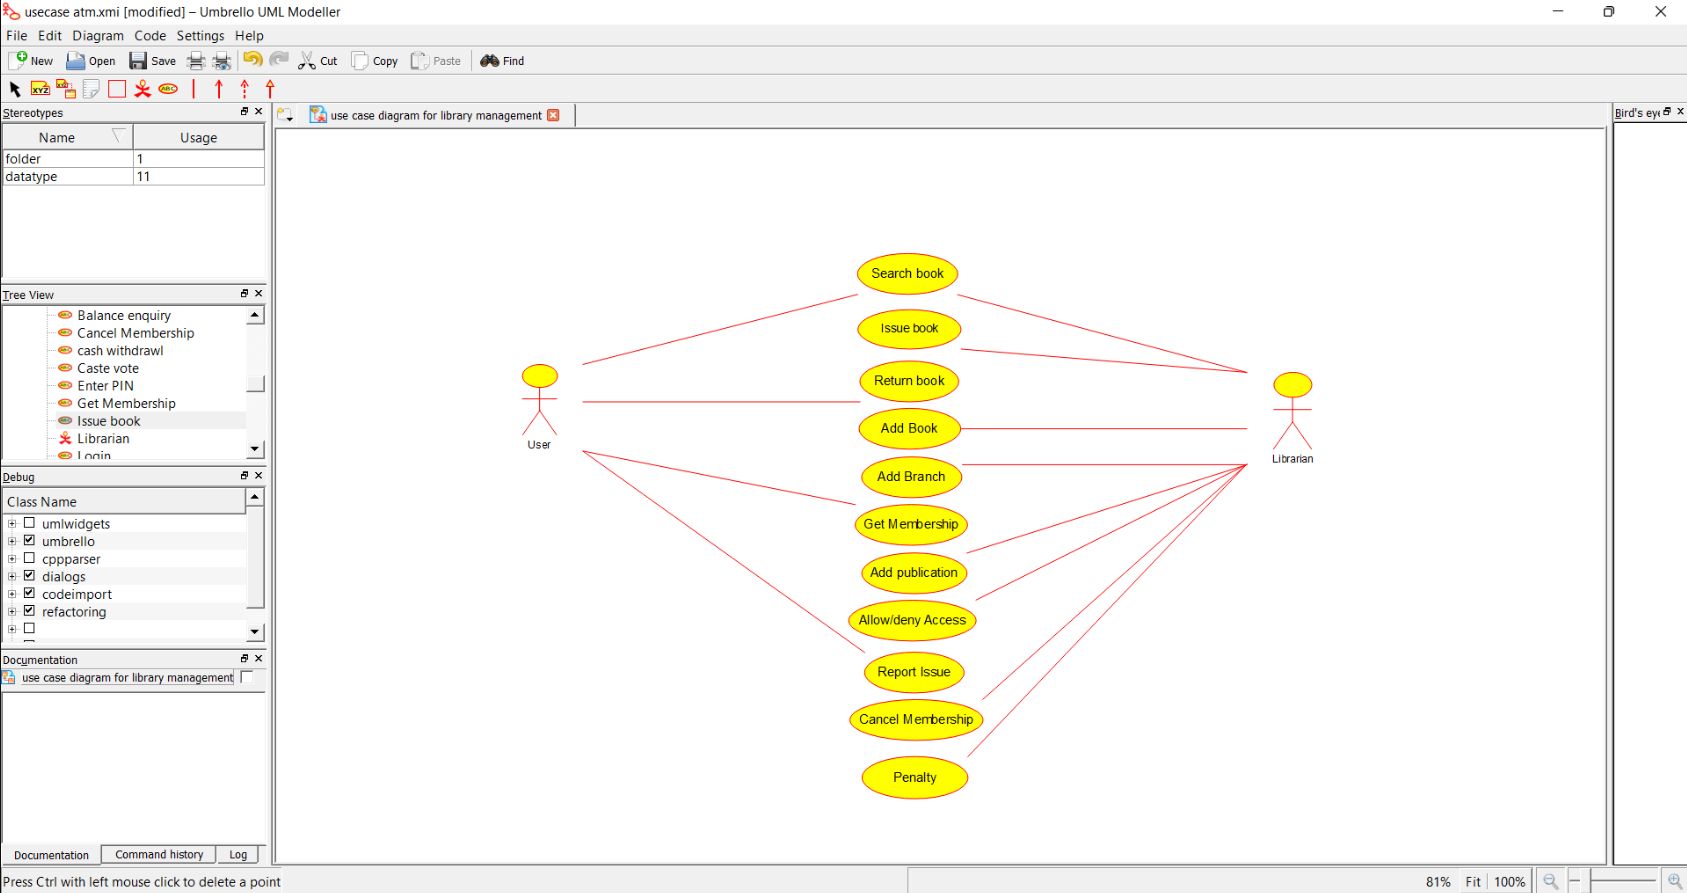 usecase atm.xmi [modified] – Umbrello UML Modeller
File Edit Diagram Code Settings Help
New Open Save Cut Copy Paste Find
XYZ XYZ ABC
Stereotypes
Name Usage
folder 1
datatype 11
Tree View
Balance enquiry
Cancel Membership
cash withdrawl
Caste vote
Enter PIN
Get Membership
Issue book
Librarian
Login
Debug
Class Name
umlwidgets
umbrello
cppparser
dialogs
codeimport
refactoring
Documentation
use case diagram for library management
Documentation Command history Log
use case diagram for library management
Search book
Issue book
Return book
Add Book
Add Branch
Get Membership
Add publication
Allow/deny Access
Report Issue
Cancel Membership
Penalty
User
Librarian
Bird's eye
Press Ctrl with left mouse click to delete a point
81% Fit 100%